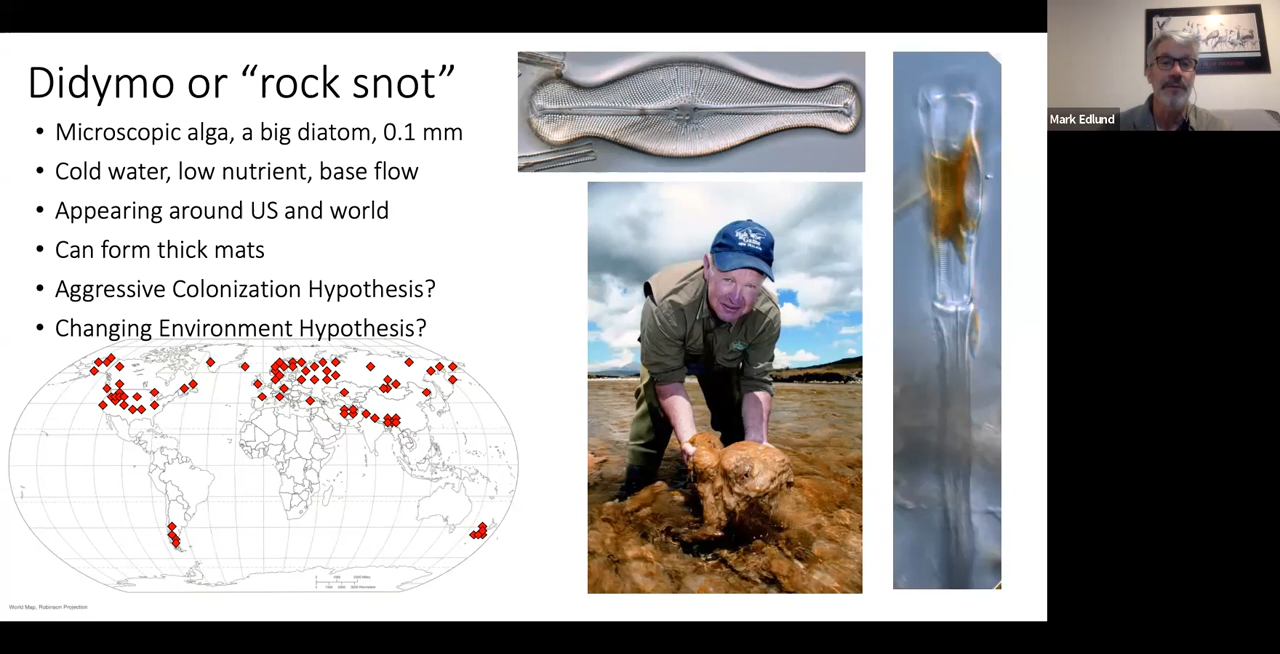 Didymo or “rock snot”
• Microscopic alga, a big diatom, 0.1 mm
• Cold water, low nutrient, base flow
• Appearing around US and world
• Can form thick mats
• Aggressive Colonization Hypothesis?
• Changing Environment Hypothesis?
World Map, Robinson Projection
Mark Edlund